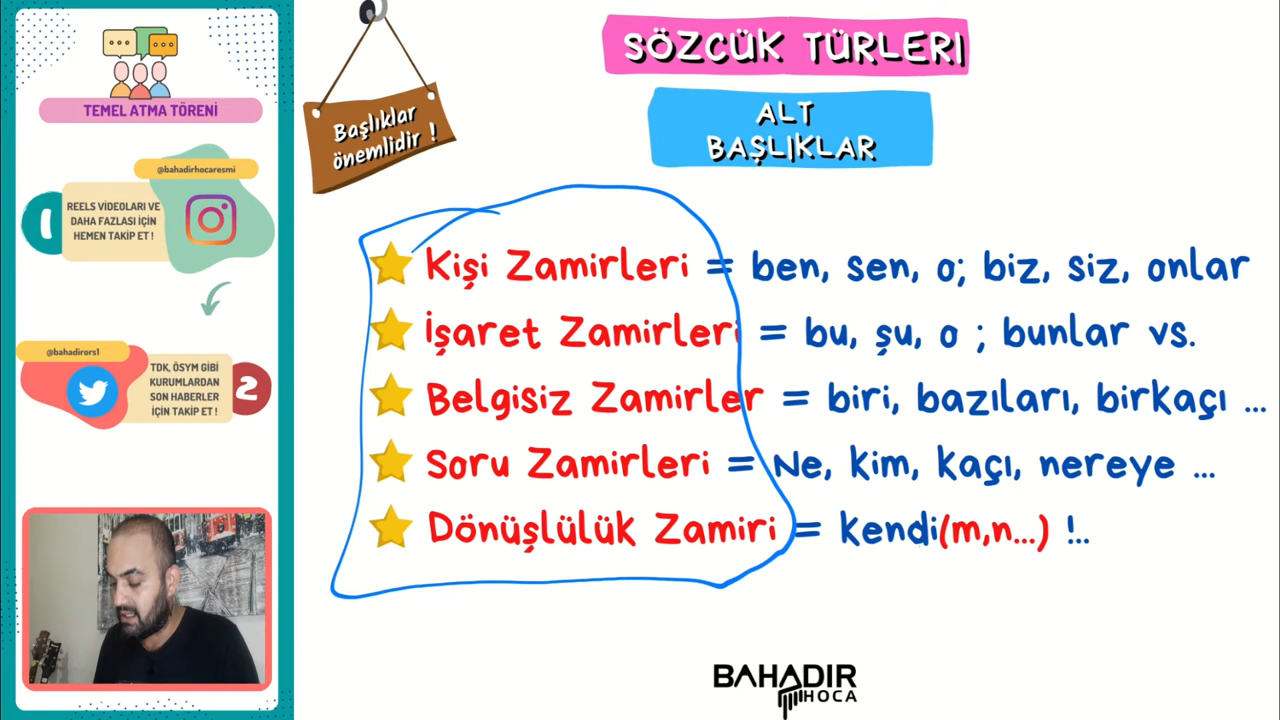 TEMEL ATMA TÖRENİ
@bahadirhocaresmi
1
REELS VİDEOLARI VE
DAHA FAZLASI İÇİN
HEMEN TAKİP ET !
@bahadirors1
TDK, ÖSYM GİBİ
KURUMLARDAN
SON HABERLER
İÇİN TAKİP ET !
2
Başlıklar
önemlidir !
SÖZCÜK TÜRLERI
ALT
BAŞLIKLAR
Kişi Zamirleri = ben, sen, o; biz, siz, onlar
İşaret Zamirleri = bu, şu, o ; bunlar vs.
Belgisiz Zamirler = biri, bazıları, birkaçı ...
Soru Zamirleri = Ne, kim, kaçı, nereye ...
Dönüşlülük Zamiri = kendi(m,n...) !..
BAHADIR
HOCA